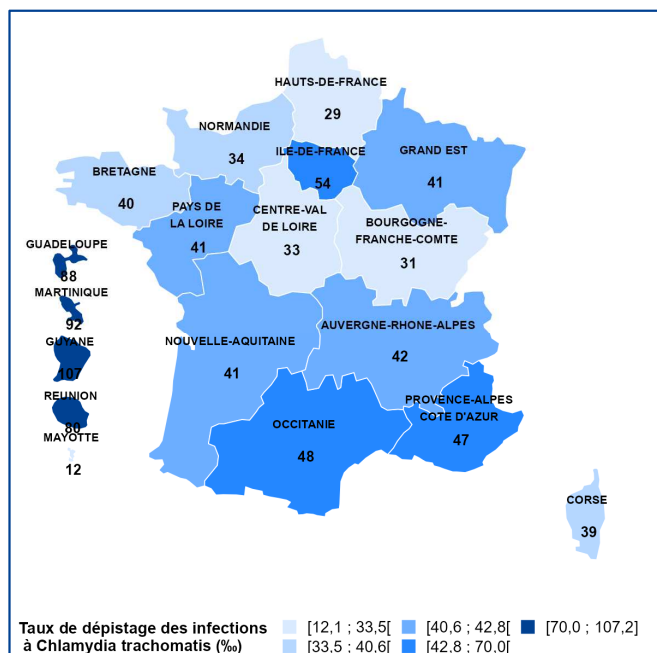 HAUTS-DE-FRANCE
29
NORMANDIE
34
ILE-DE-FRANCE
54
GRAND EST
41
BRETAGNE
40
PAYS DE
LA LOIRE
41
CENTRE-VAL
DE LOIRE
33
BOURGOGNE-
FRANCHE-COMTE
31
GUADELOUPE
88
MARTINIQUE
92
GUYANE
107
REUNION
80
MAYOTTE
12
NOUVELLE-AQUITAINE
41
AUVERGNE-RHONE-ALPES
42
OCCITANIE
48
PROVENCE-ALPES
COTE D'AZUR
47
CORSE
39
Taux de dépistage des infections
à Chlamydia trachomatis (‰)
[12,1 ; 33,5[
[33,5 ; 40,6[
[40,6 ; 42,8[
[42,8 ; 70,0[
[70,0 ; 107,2]